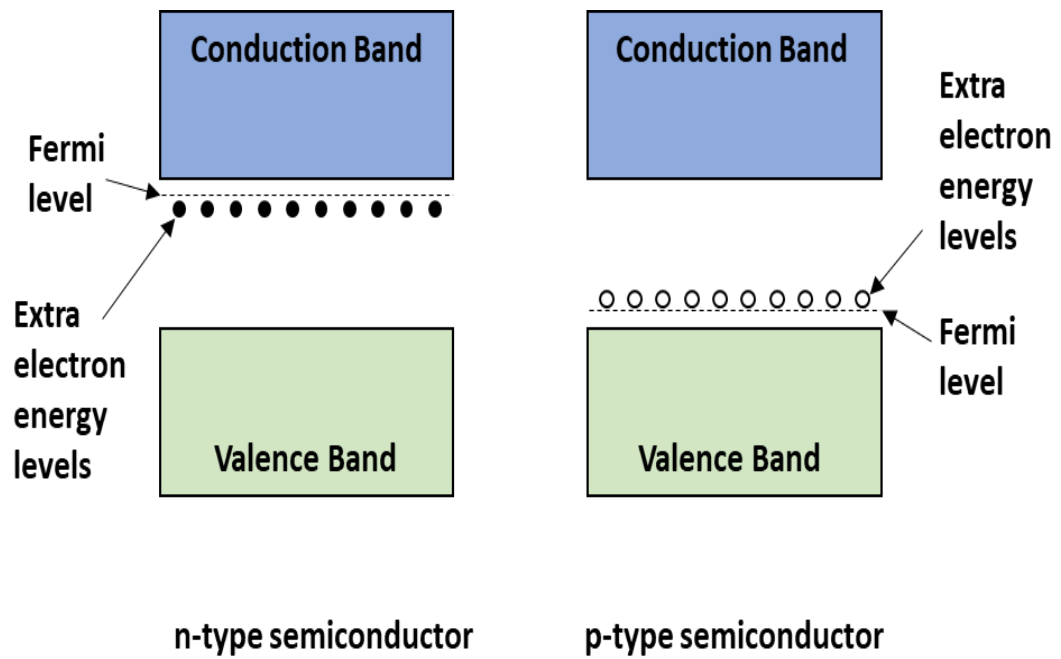 Conduction Band
Fermi
level
Extra
electron
energy
levels
Valence Band
n-type semiconductor
Conduction Band
Extra
electron
energy
levels
Fermi
level
Valence Band
p-type semiconductor